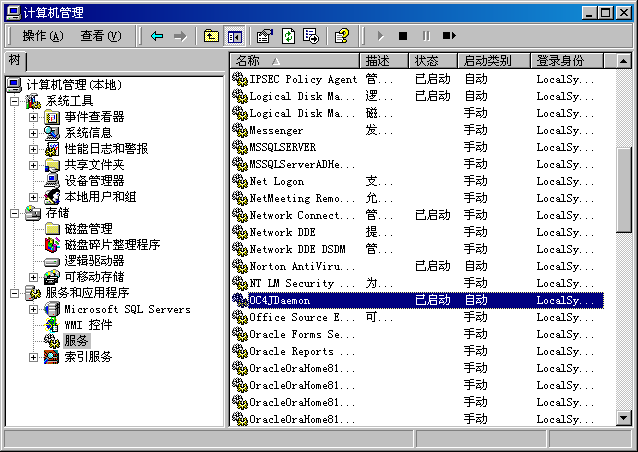 计算机管理
操作(A) 查看(V)
树
计算机管理(本地)
系统工具
事件查看器
系统信息
性能日志和警报
共享文件夹
设备管理器
本地用户和组
存储
磁盘管理
磁盘碎片整理程序
逻辑驱动器
可移动存储
服务和应用程序
Microsoft SQL Servers
WMI 控件
服务
索引服务
名称 描述 状态 启动类别 登录身份
IPSEC Policy Agent 管... 已启动 自动 LocalSy...
Logical Disk Ma... 逻... 已启动 自动 LocalSy...
Logical Disk Ma... 磁... 手动 LocalSy...
Messenger 发... 手动 LocalSy...
MSSQLSERVER 手动 LocalSy...
MSSQLServerADHe... 手动 LocalSy...
Net Logon 支... 手动 LocalSy...
NetMeeting Remo... 允... 手动 LocalSy...
Network Connect... 管... 已启动 手动 LocalSy...
Network DDE 提... 手动 LocalSy...
Network DDE DSDM 管... 手动 LocalSy...
Norton AntiViru... 已启动 自动 LocalSy...
NT LM Security ... 为... 手动 LocalSy...
OC4JDaemon 已启动 自动 LocalSy...
Office Source E... 可... 手动 LocalSy...
Oracle Forms Se... 手动 LocalSy...
Oracle Reports ... 手动 LocalSy...
OracleOraHome81... 手动 LocalSy...
OracleOraHome81... 手动 LocalSy...
OracleOraHome81... 手动 LocalSy...
OracleOraHome81... 手动 LocalSy...